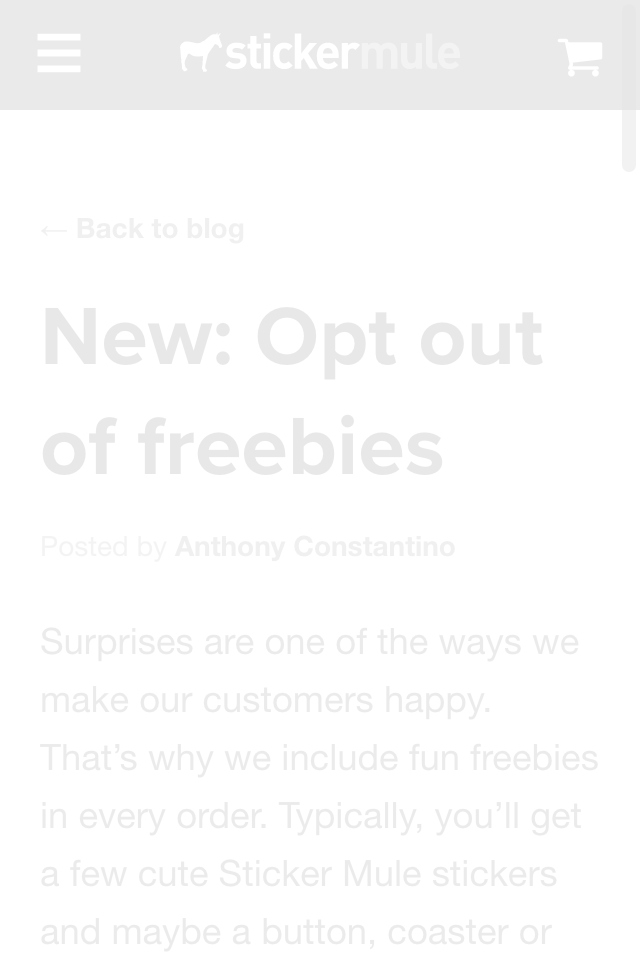 stickermule
← Back to blog
New: Opt out
of freebies
Posted by Anthony Constantino
Surprises are one of the ways we
make our customers happy.
That’s why we include fun freebies
in every order. Typically, you’ll get
a few cute Sticker Mule stickers
and maybe a button, coaster or